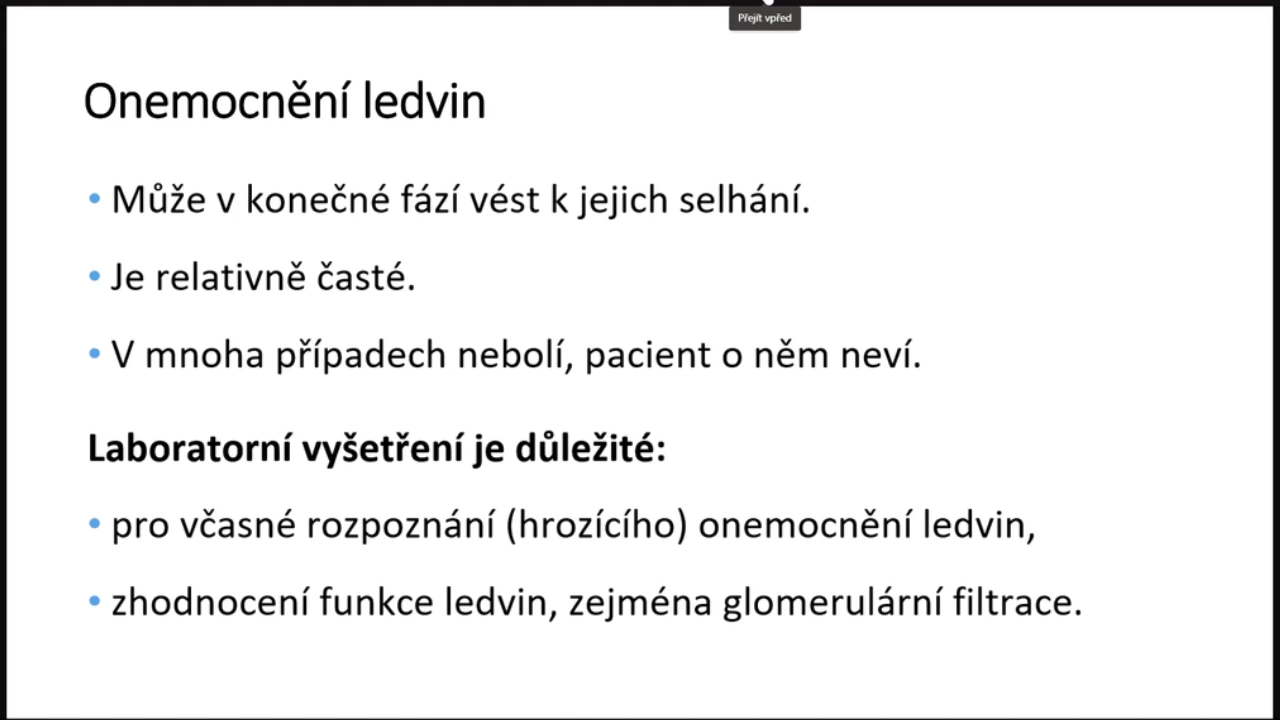 Přejít vpřed
Onemocnění ledvin
• Může v konečné fází vést k jejich selhání.
• Je relativně časté.
• V mnoha případech nebolí, pacient o něm neví.
Laboratorní vyšetření je důležité:
• pro včasné rozpoznání (hrozícího) onemocnění ledvin,
• zhodnocení funkce ledvin, zejména glomerulární filtrace.